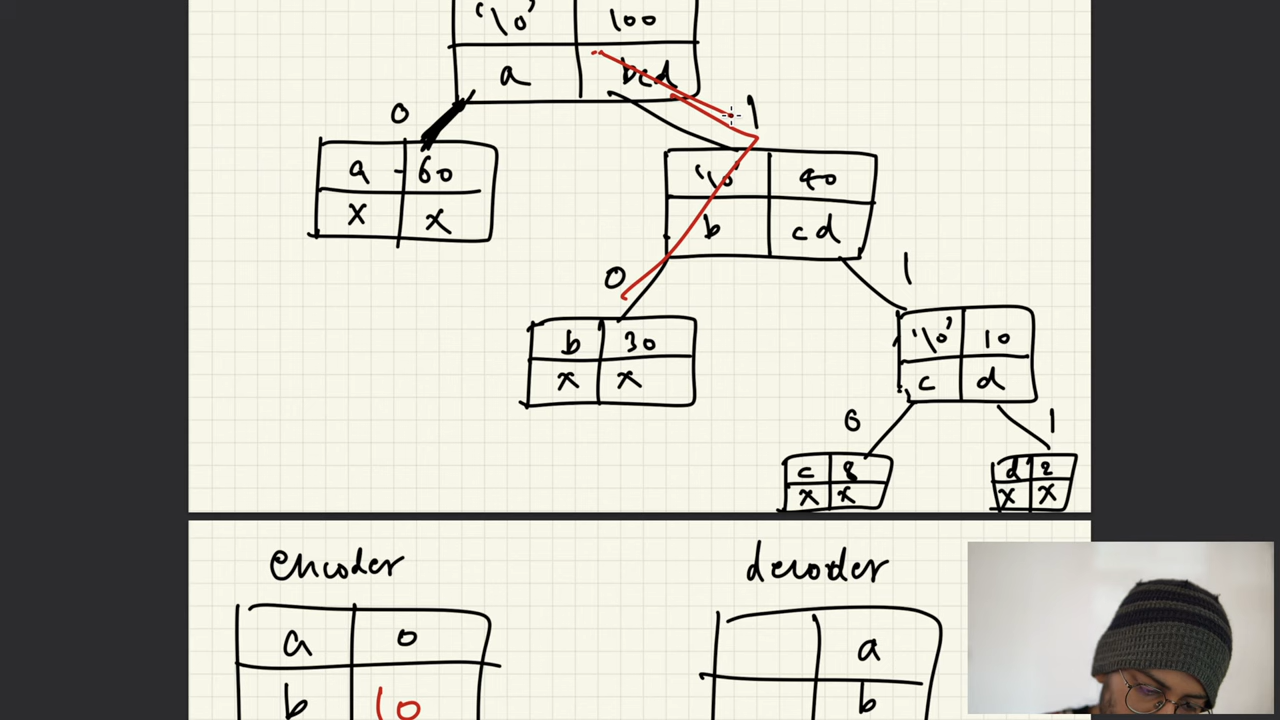 '\0' 100
a bcd
0 1
a - 60
x x
'\0' 40
b cd
0 1
b 30
x x
'\0' 10
c d
0 1
c 8
x x
d 2
x x
encoder decoder
a 0
b 10
a
b